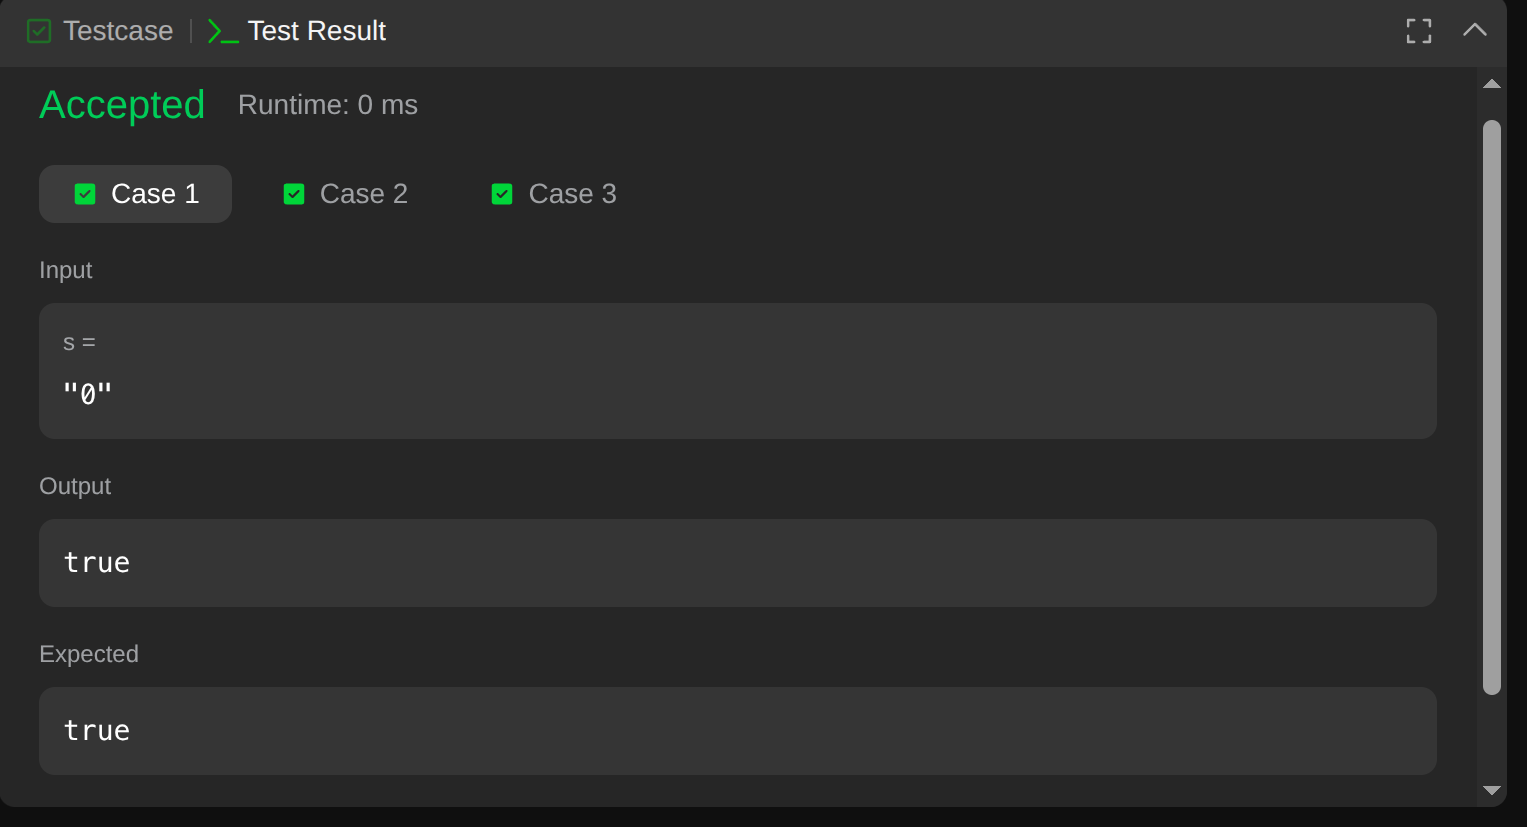 Testcase | Test Result
Accepted Runtime: 0 ms
Case 1 Case 2 Case 3
Input
s =
"0"
Output
true
Expected
true